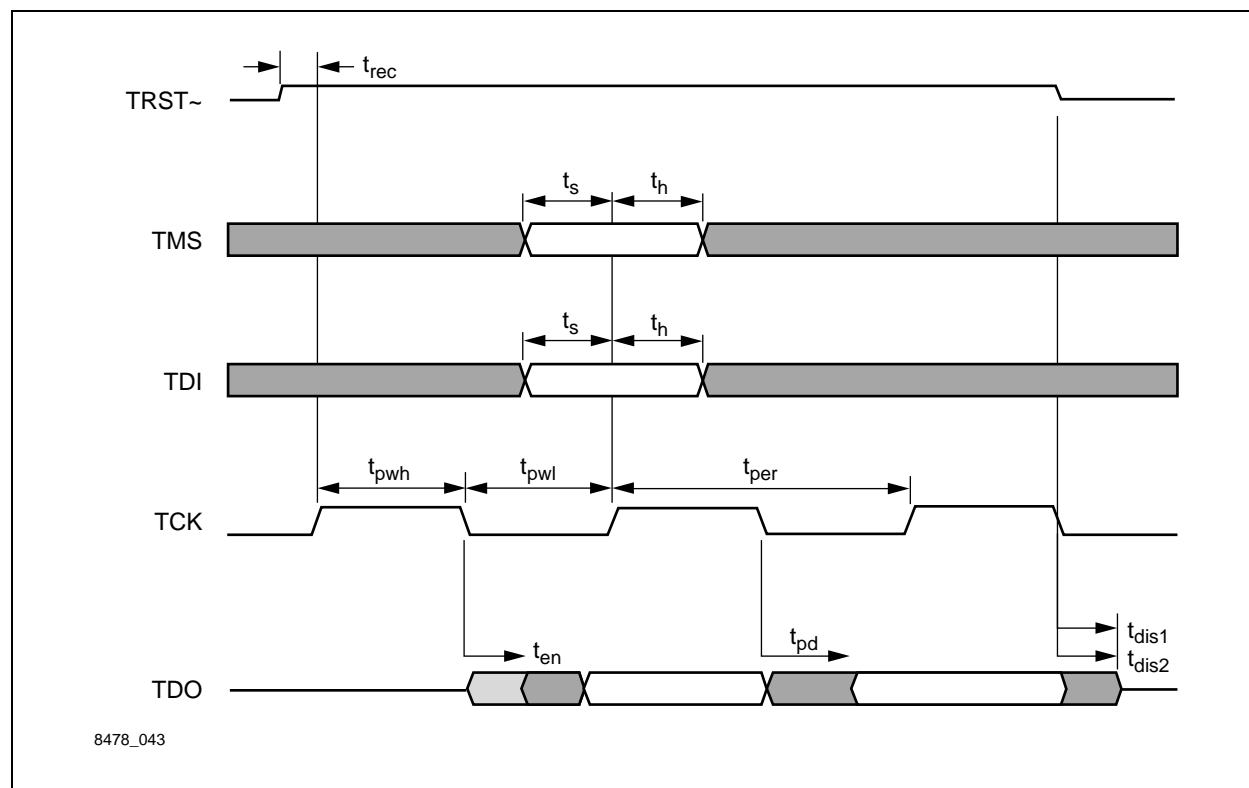 t_rec
TRST~
t_s t_h
TMS
t_s t_h
TDI
t_pwh t_pwl t_per
TCK
t_dis1
t_en t_pd t_dis2
TDO
8478_043